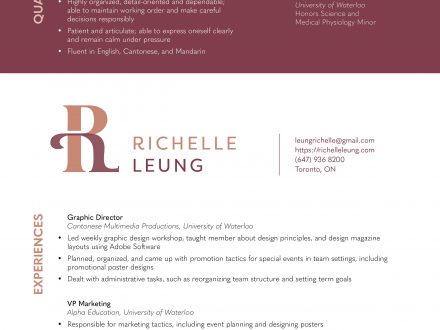 QUA
Highly organized, detail-oriented and dependable;
able to maintain working order and make careful
decisions responsibly
• Patient and articulate; able to express oneself clearly
and remain calm under pressure
• Fluent in English, Cantonese, and Mandarin
University of Waterloo
Honors Science and
Medical Physiology Minor
R
RICHELLE
LEUNG
leungrichelle@gmail.com
https://richelleleung.com
(647) 936 8200
Toronto, ON
EXPERIENCES
Graphic Director
Cantonese Multimedia Productions, University of Waterloo
• Led weekly graphic design workshop, taught member about design principles, and design magazine
layouts using Adobe Software
• Planned, organized, and came up with promotion tactics for special events in team settings, including
promotional poster designs
• Dealt with administrative tasks, such as reorganizing team structure and setting term goals
VP Marketing
Alpha Education, University of Waterloo
• Responsible for marketing tactics, including event planning and designing posters